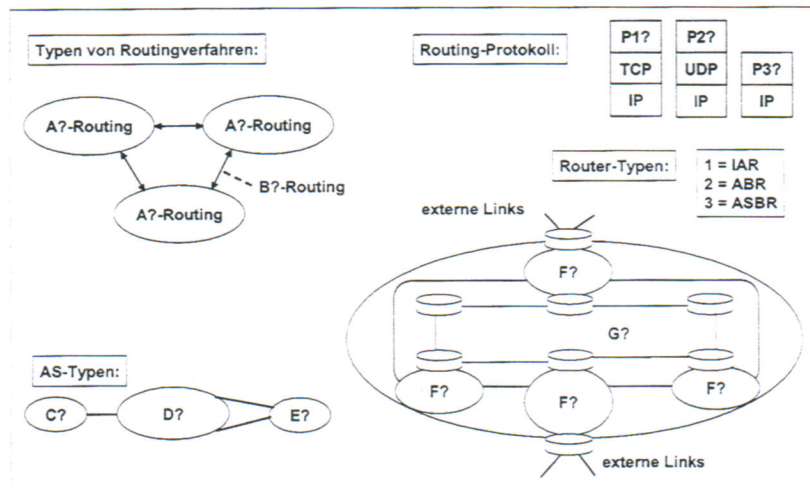 Typen von Routingverfahren:
A?-Routing
A?-Routing
A?-Routing
B?-Routing
Routing-Protokoll:
P1? P2?
TCP UDP P3?
IP IP IP
Router-Typen:
1 = IAR
2 = ABR
3 = ASBR
externe Links
F?
G?
F?
F?
F?
externe Links
AS-Typen:
C?
D?
E?